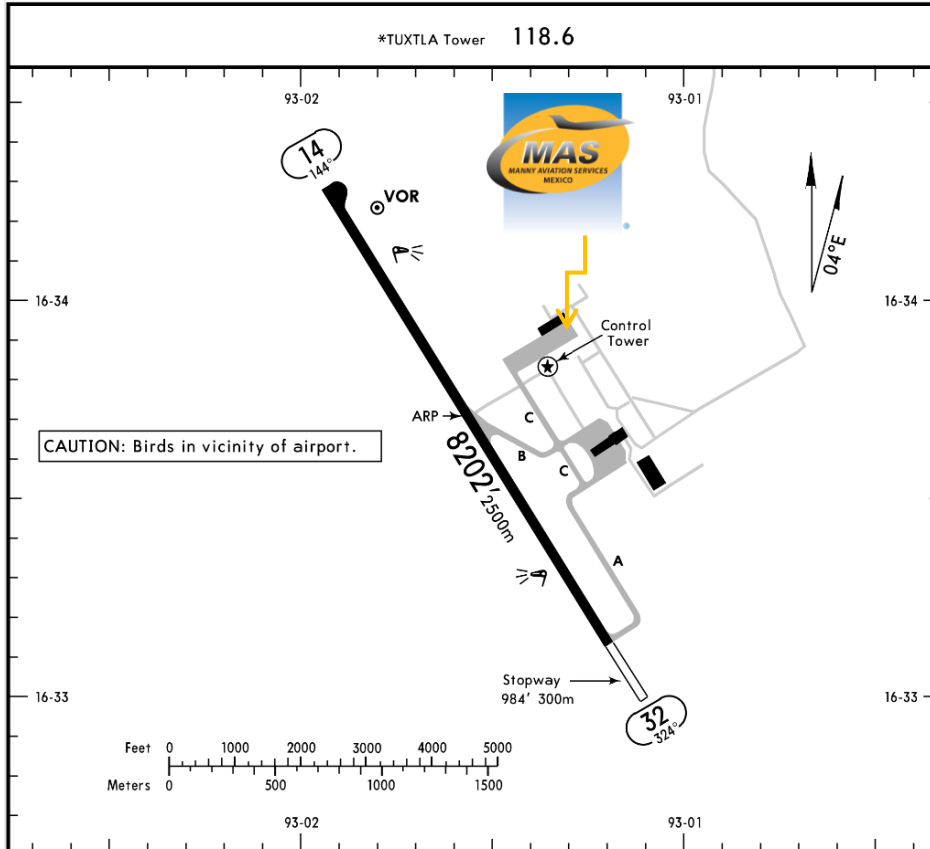 *TUXTLA Tower 118.6
93-02
93-01
MAS
MANNY AVIATION SERVICES
MEXICO
®
14
144°
VOR
04°E
16-34
16-34
Control
Tower
ARP
C
CAUTION: Birds in vicinity of airport.
B
C
8202'
2500m
A
Stopway
984' 300m
16-33
16-33
32
324°
Feet 0 1000 2000 3000 4000 5000
Meters 0 500 1000 1500
93-02
93-01